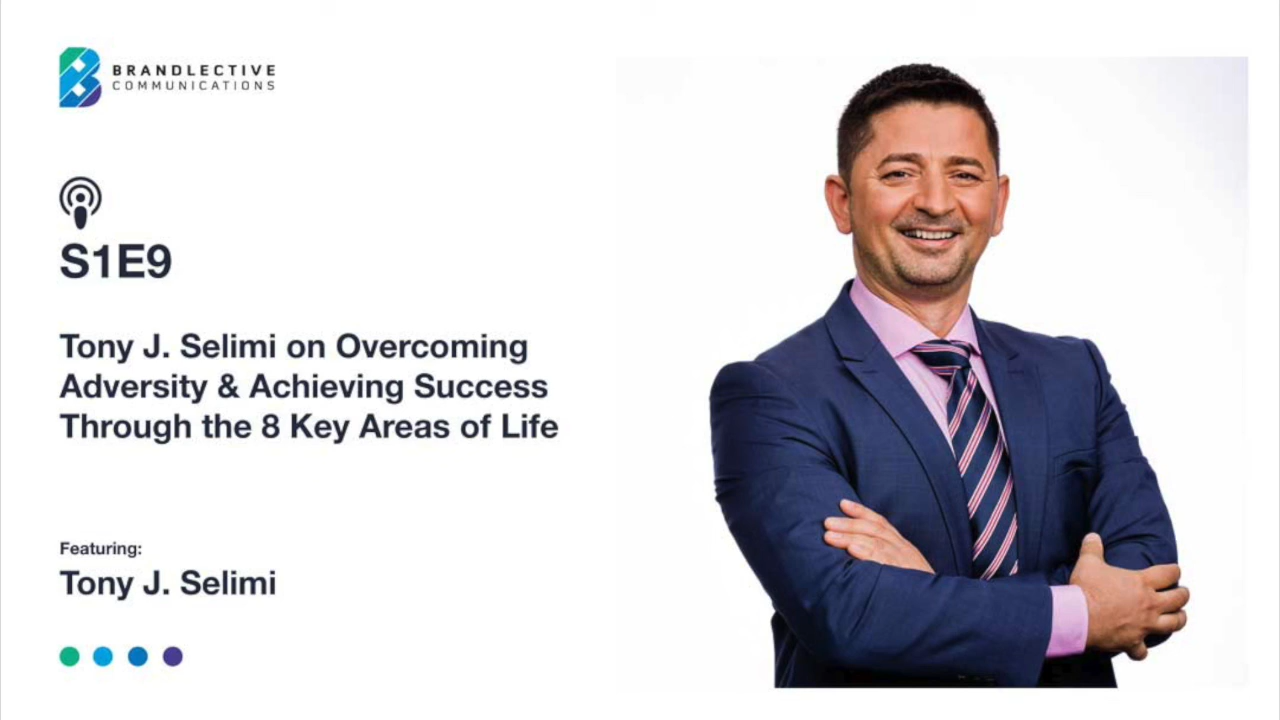 BRANDLECTIVE
COMMUNICATIONS
S1E9
Tony J. Selimi on Overcoming
Adversity & Achieving Success
Through the 8 Key Areas of Life
Featuring:
Tony J. Selimi